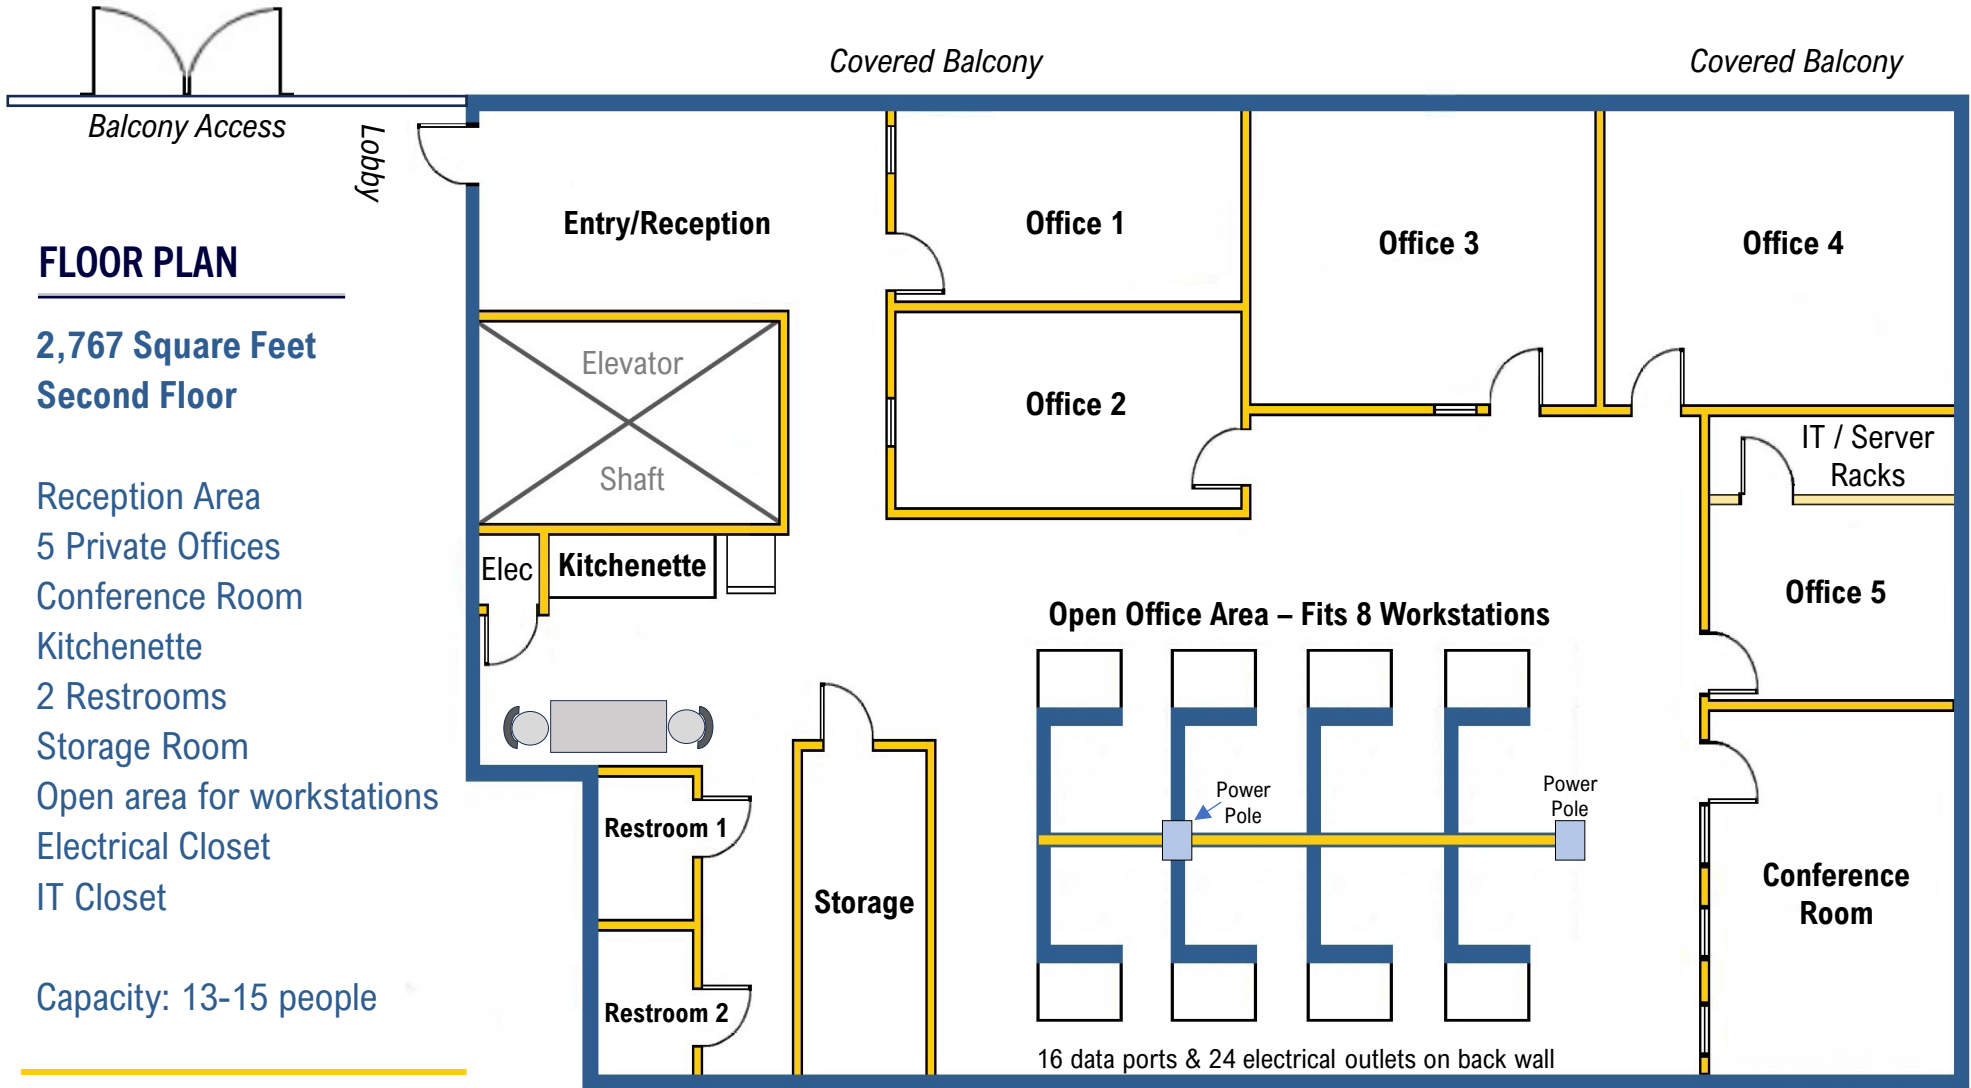 Covered Balcony
Covered Balcony
Balcony Access
Lobby
FLOOR PLAN
2,767 Square Feet
Second Floor
Reception Area
5 Private Offices
Conference Room
Kitchenette
2 Restrooms
Storage Room
Open area for workstations
Electrical Closet
IT Closet
Capacity: 13-15 people
Entry/Reception
Office 1
Office 3
Office 4
Elevator
Shaft
Office 2
IT / Server
Racks
Elec
Kitchenette
Office 5
Open Office Area – Fits 8 Workstations
Power
Pole
Power
Pole
Restroom 1
Storage
Conference
Room
Restroom 2
16 data ports & 24 electrical outlets on back wall